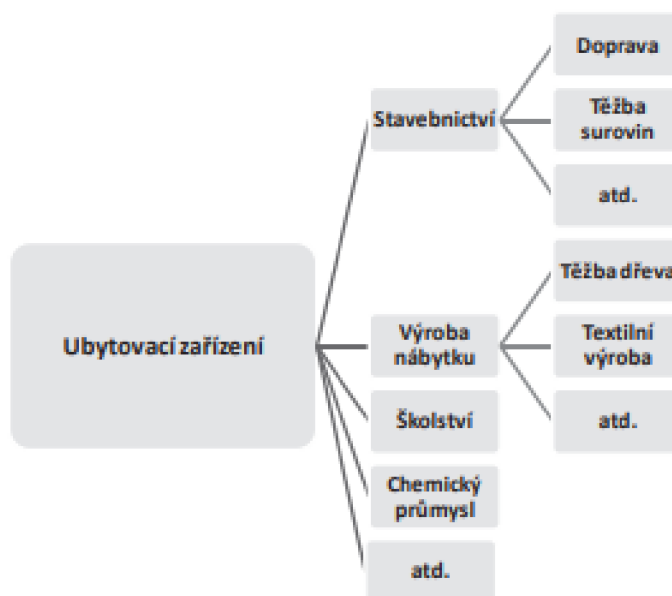 Doprava
Stavebnictví
Těžba
surovin
atd.
Ubytovací zařízení
Těžba dřeva
Výroba
nábytku
Textilní
výroba
Školství
atd.
Chemický
průmysl
atd.